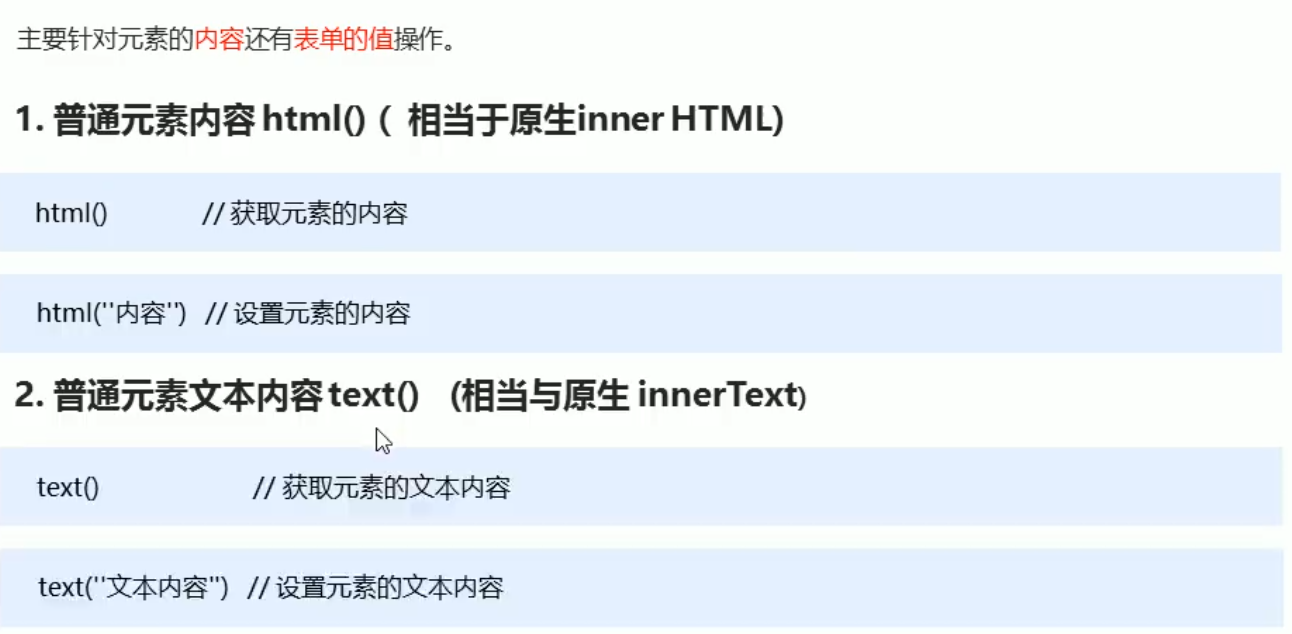 主要针对元素的内容还有表单的值操作。
1. 普通元素内容 html() ( 相当于原生inner HTML)
html() // 获取元素的内容
html(''内容'') // 设置元素的内容
2. 普通元素文本内容 text() (相当与原生 innerText)
text() // 获取元素的文本内容
text(''文本内容'') // 设置元素的文本内容